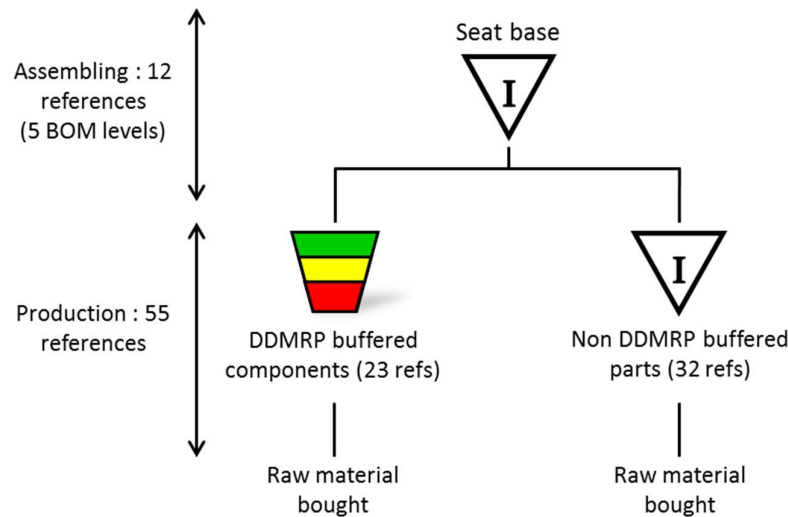 Seat base
I
Assembling : 12
references
(5 BOM levels)
I
Production : 55
references
DDMRP buffered
components (23 refs)
Non DDMRP buffered
parts (32 refs)
Raw material
bought
Raw material
bought